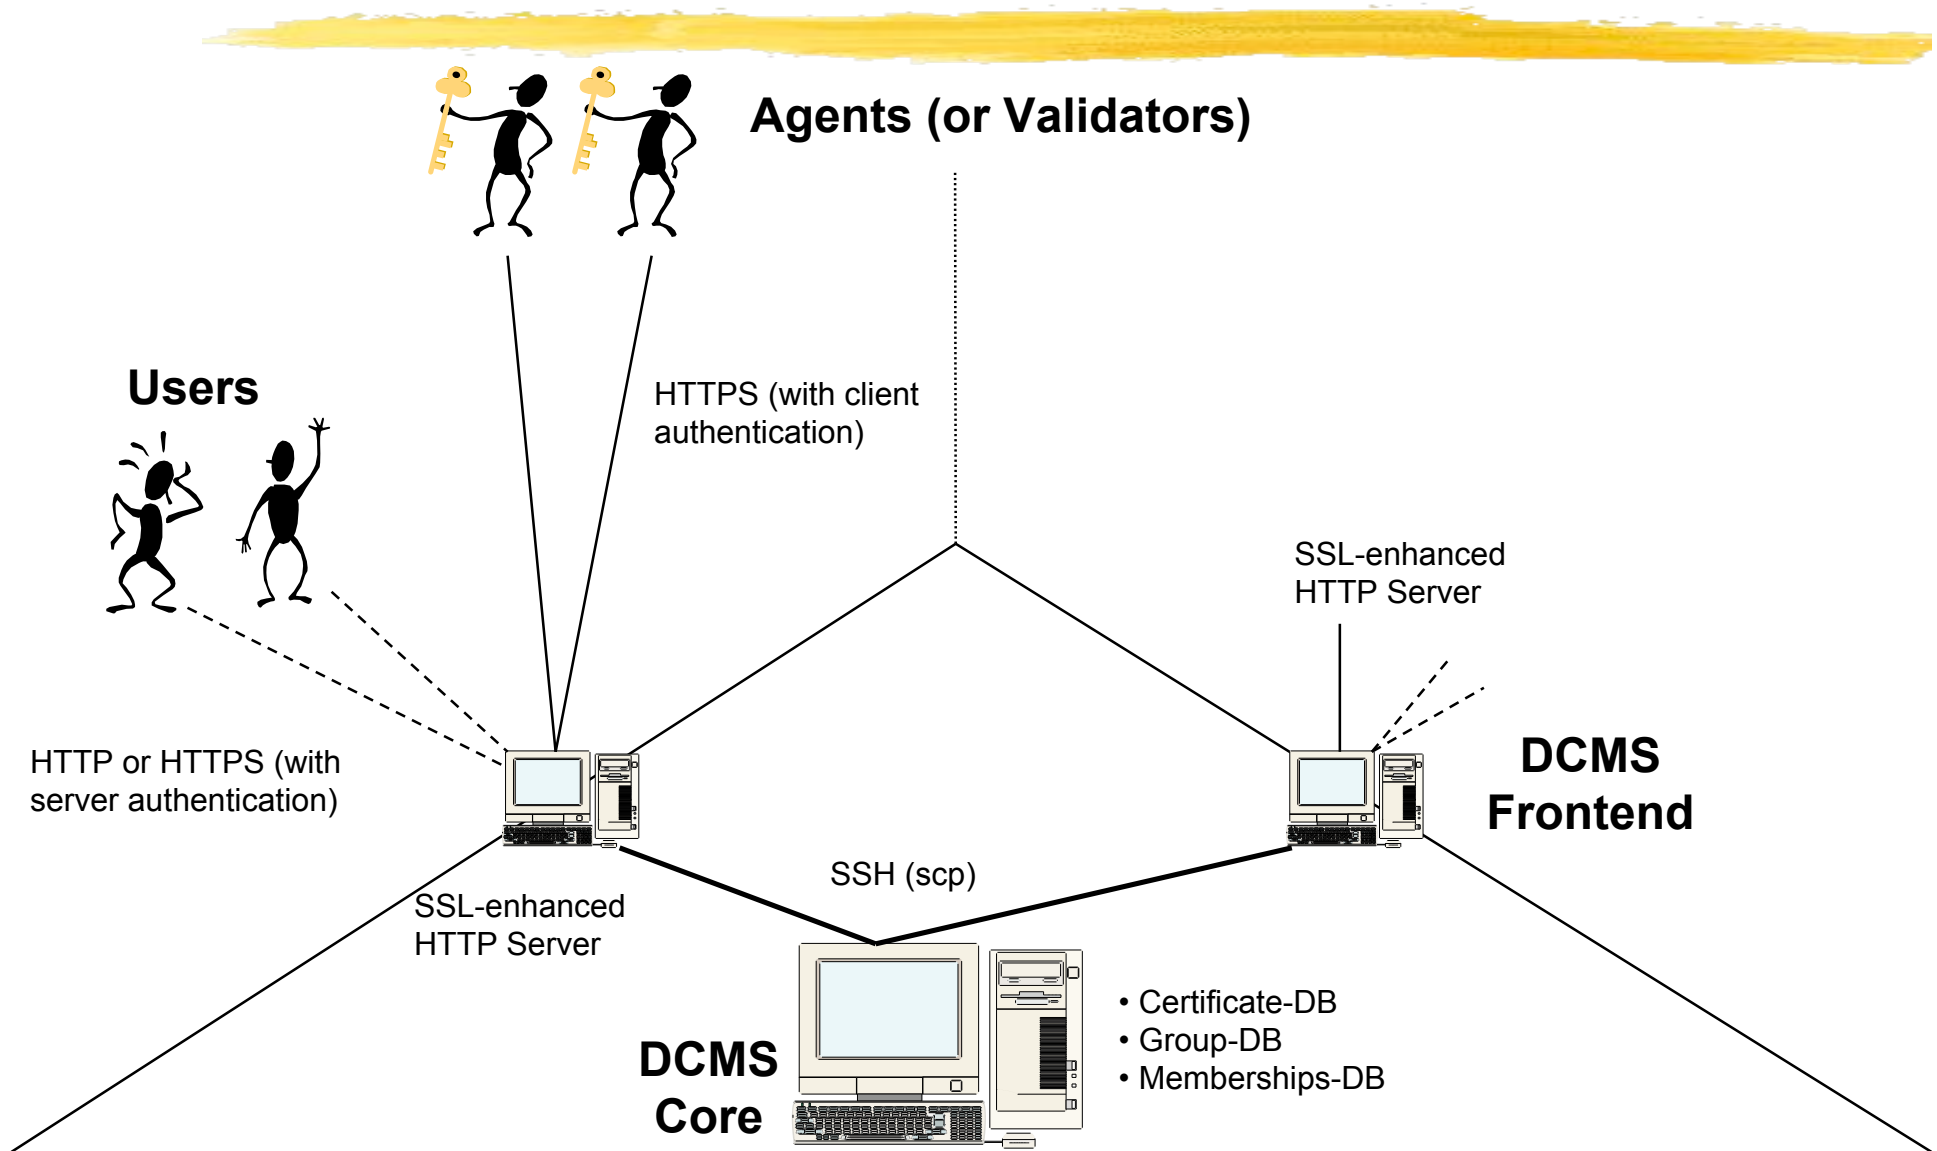 Agents (or Validators)
Users
HTTPS (with client
authentication)
SSL-enhanced
HTTP Server
HTTP or HTTPS (with
server authentication)
DCMS
Frontend
SSH (scp)
SSL-enhanced
HTTP Server
DCMS
Core
• Certificate-DB
• Group-DB
• Memberships-DB